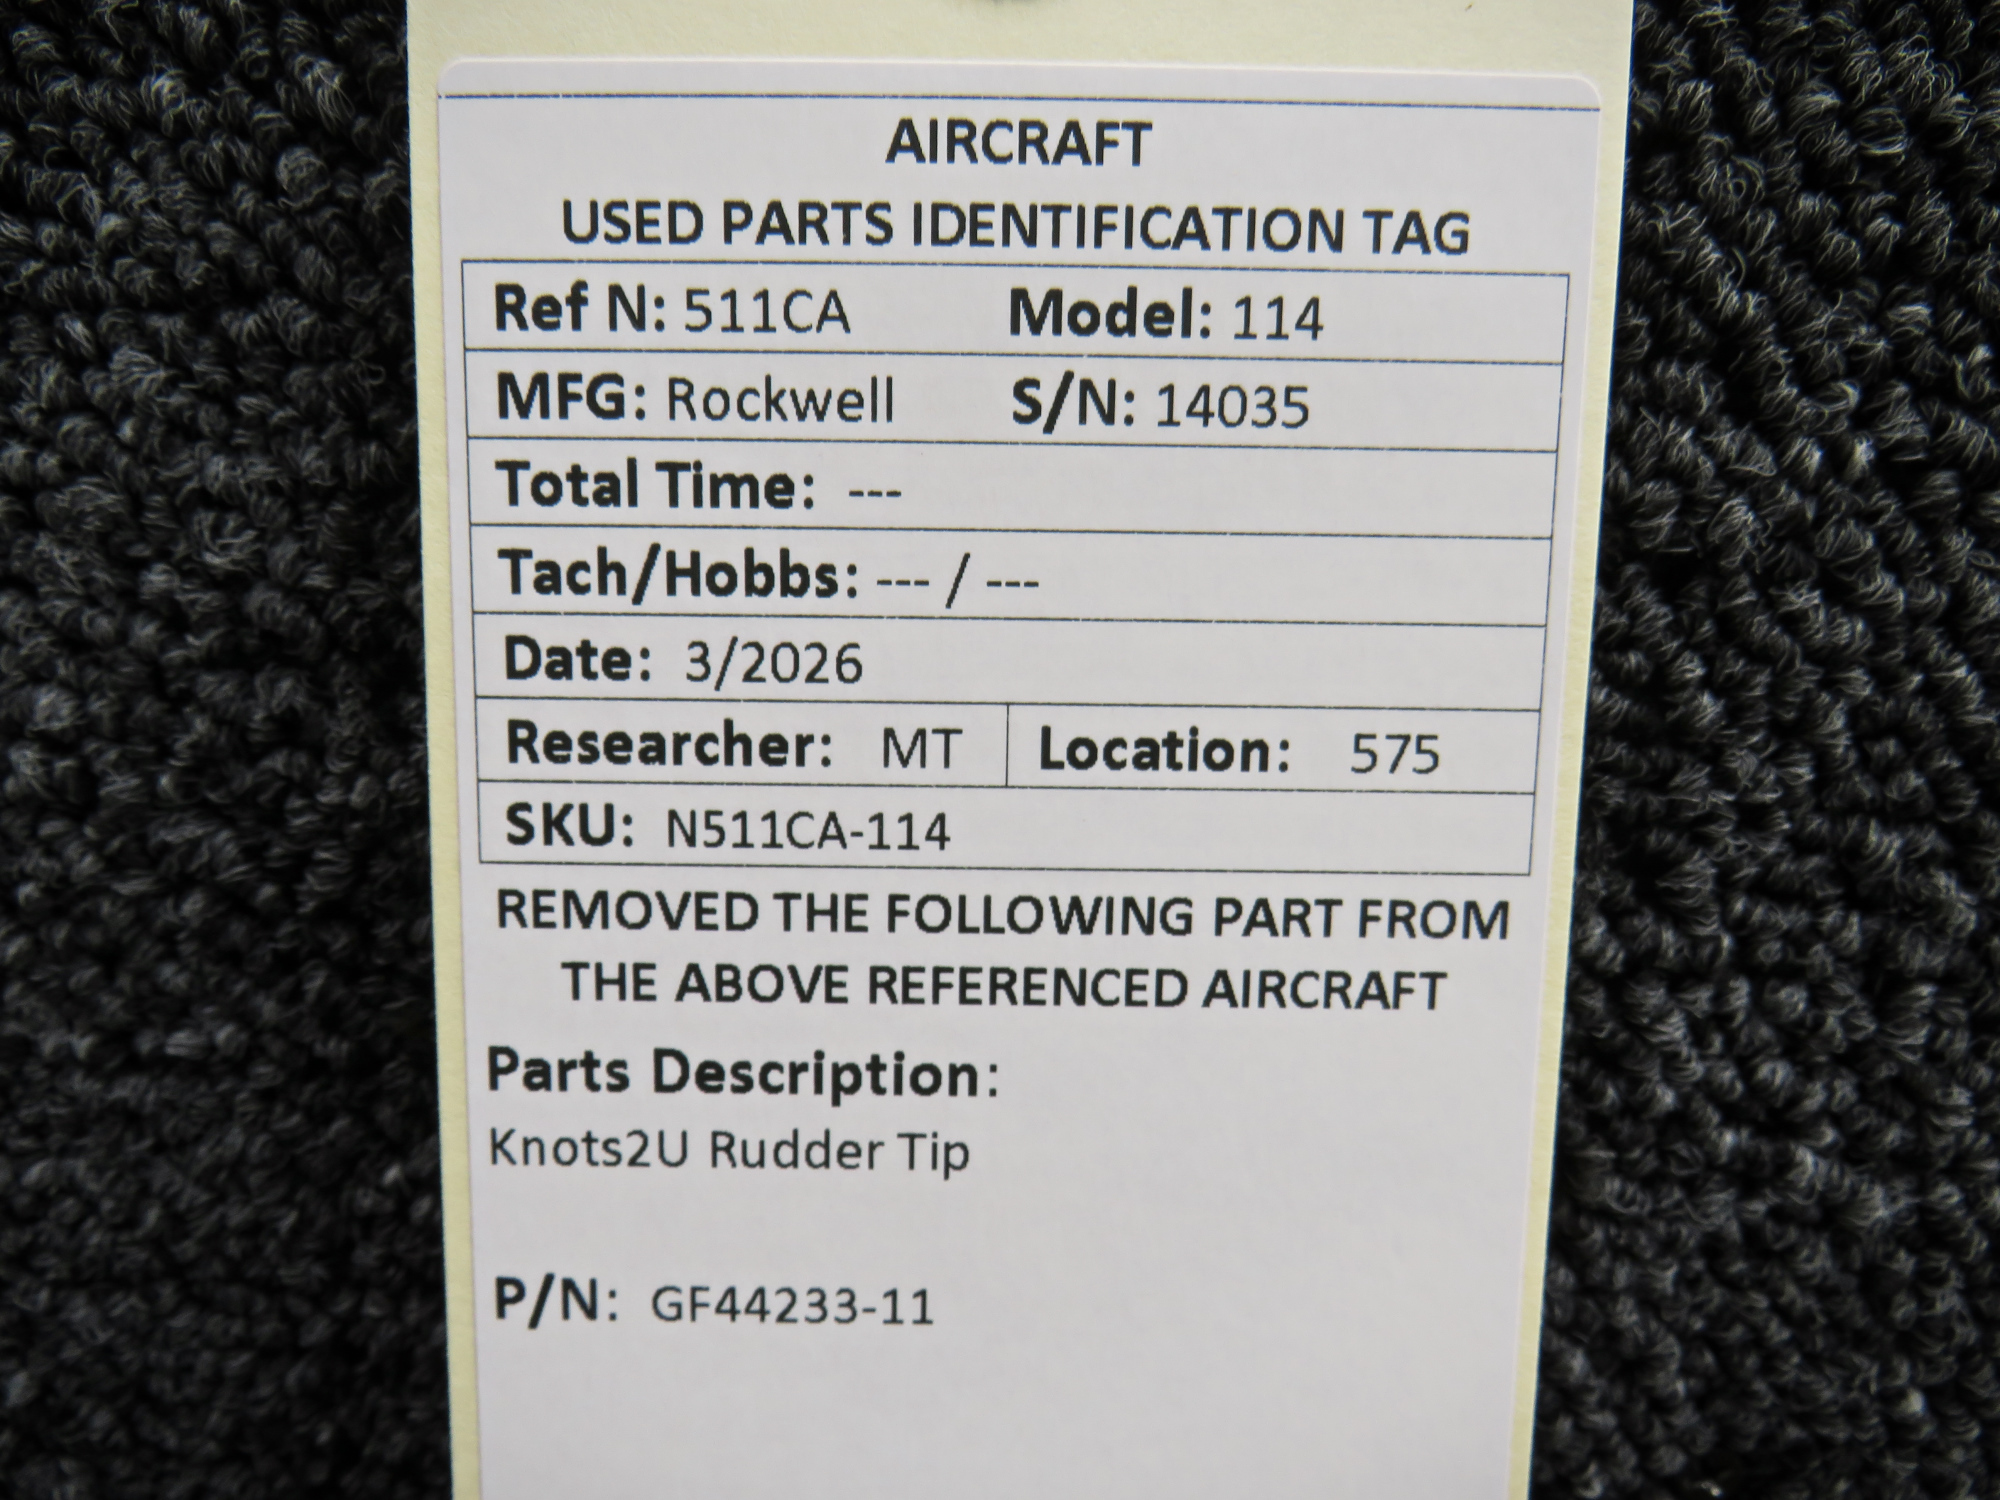 AIRCRAFT
USED PARTS IDENTIFICATION TAG
Ref N: 511CA Model: 114
MFG: Rockwell S/N: 14035
Total Time: ---
Tach/Hobbs: --- / ---
Date: 3/2026
Researcher: MT Location: 575
SKU: N511CA-114
REMOVED THE FOLLOWING PART FROM
THE ABOVE REFERENCED AIRCRAFT
Parts Description:
Knots2U Rudder Tip
P/N: GF44233-11